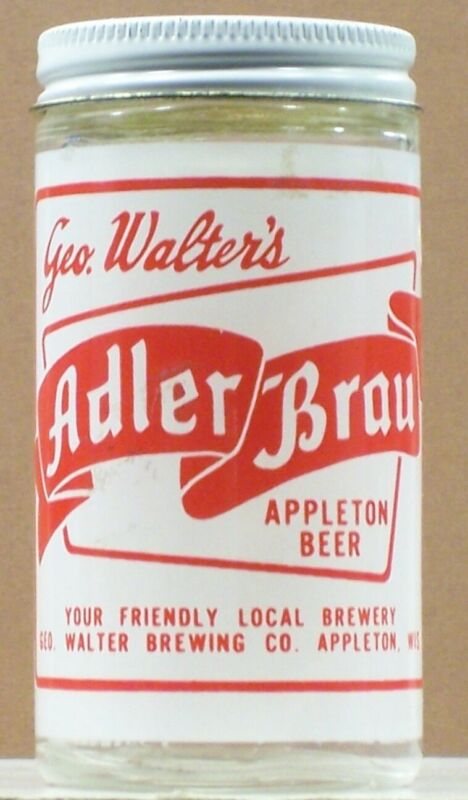 Geo. Walter's
Adler-Brau
APPLETON
BEER
YOUR FRIENDLY LOCAL BREWERY
GEO. WALTER BREWING CO. APPLETON, WIS